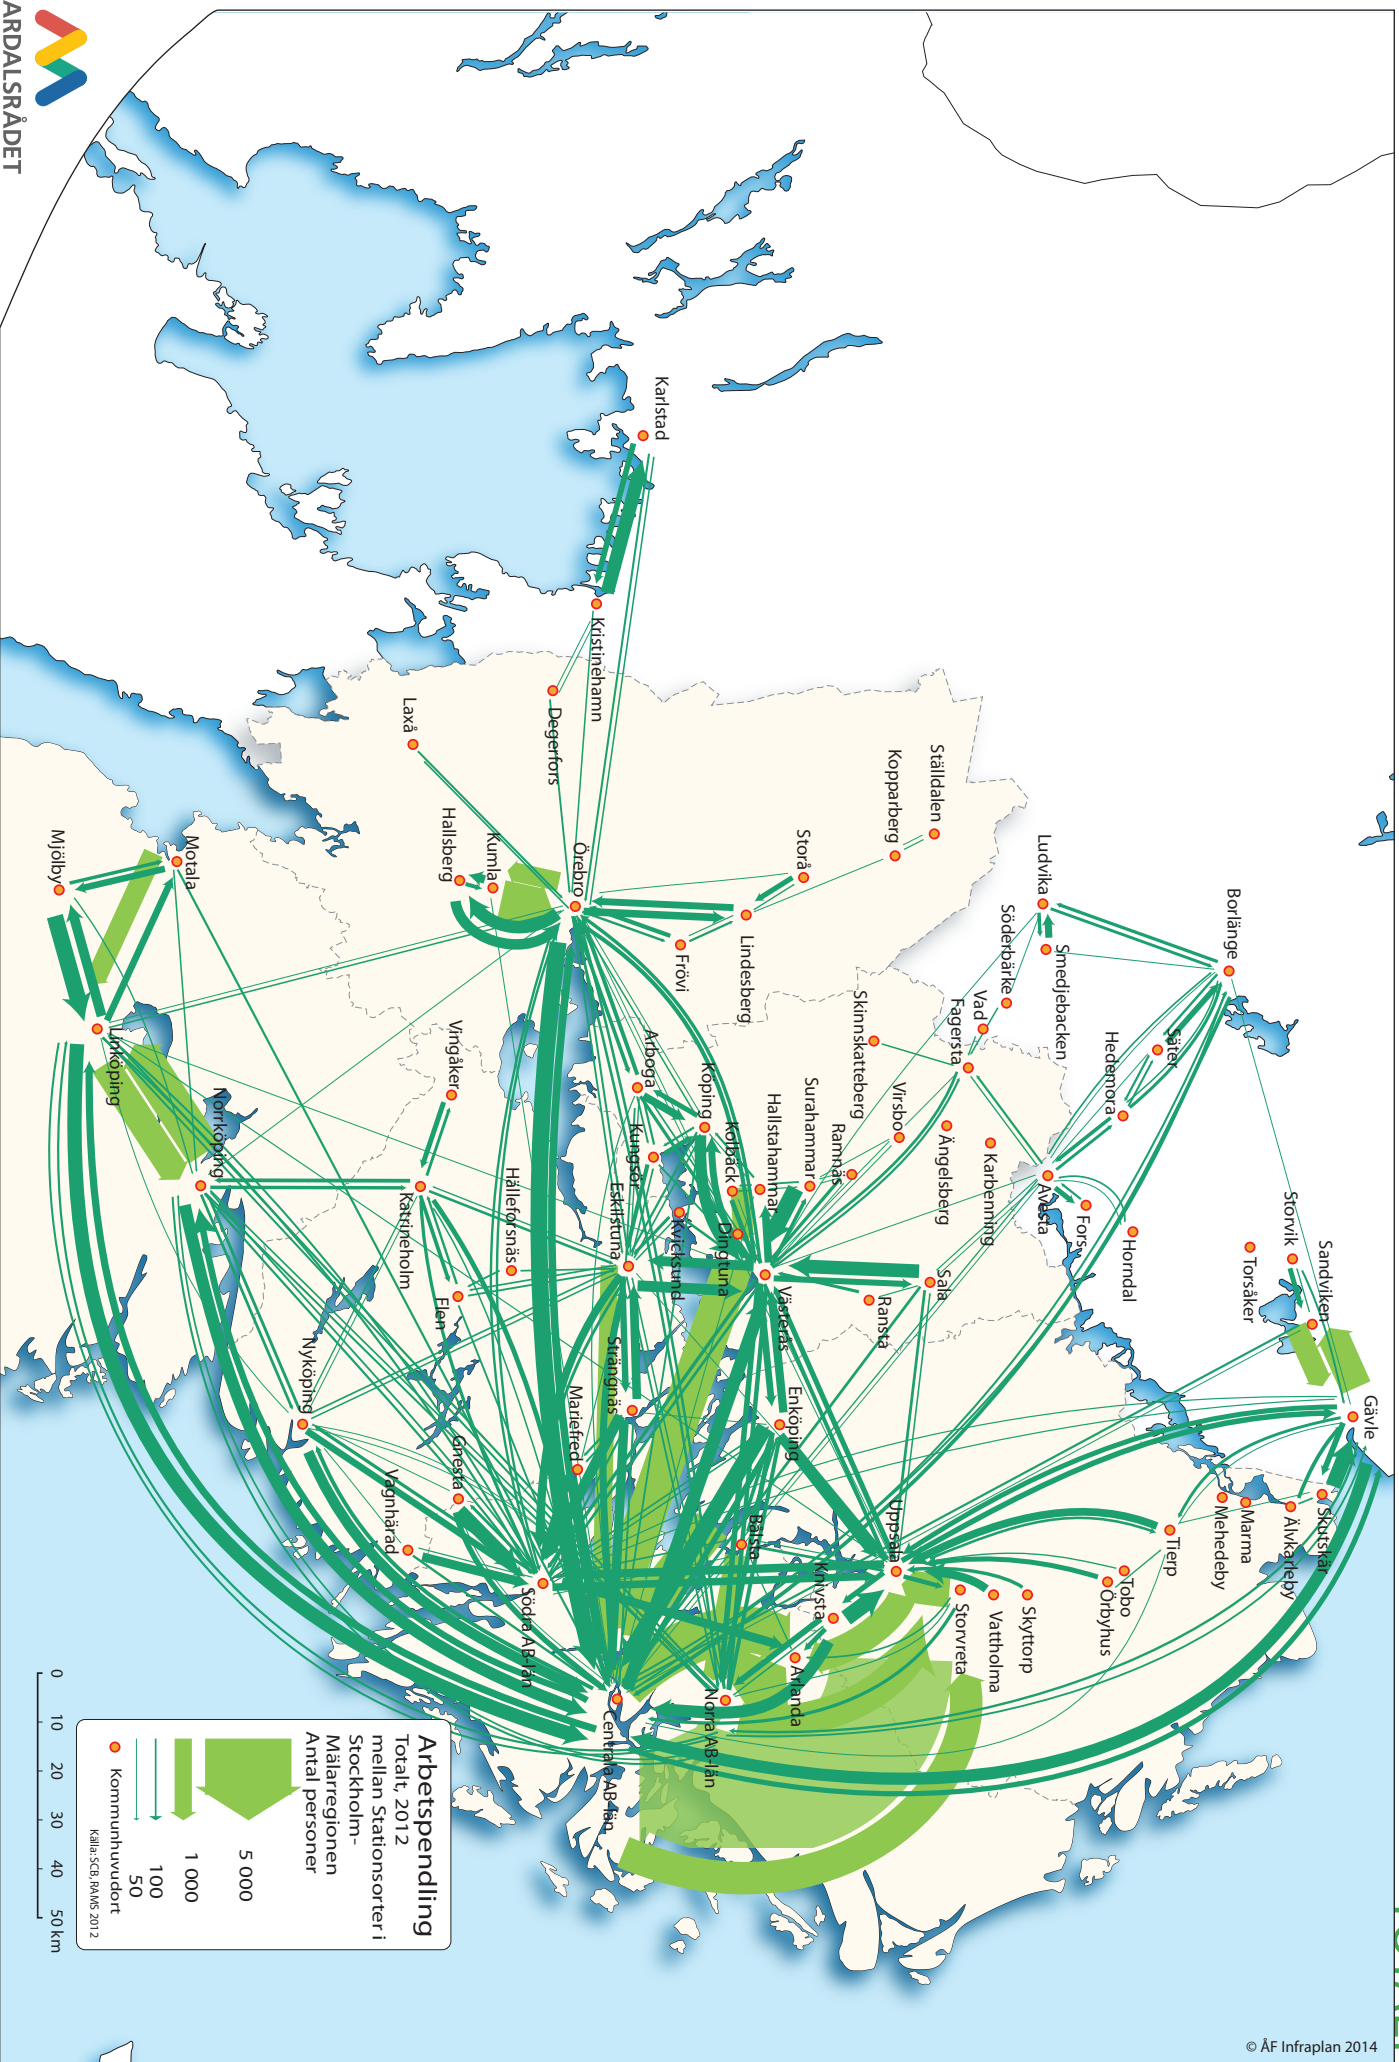 ARDALSRÅDET
Karlstad
Kristinehamn
Degerfors
Laxå
Ställdalen
Kopparberg
Storå
Örebro
Kumla
Hallsberg
Motala
Mjölby
Lindesberg
Frövi
Borlänge
Ludvika
Smedjebacken
Söderbärke
Vad
Fagersta
Skinnskatteberg
Säter
Hedemora
Virsbo
Ängelsberg
Karbenning
Avesta
Fors
Horndal
Ramnäs
Surahammar
Hallstahammar
Kolbäck
Köping
Arboga
Kungsör
Dingtuna
Kvicksund
Eskilstuna
Västerås
Sala
Ransta
Vingåker
Katrineholm
Hälleforsnäs
Flen
Linköping
Norrköping
Nyköping
Storvik
Torsåker
Sandviken
Gävle
Skutskär
Älvkarleby
Marma
Mehedeby
Tierp
Tobo
Örbyhus
Skyttorp
Vattholma
Storvreta
Uppsala
Knivsta
Arlanda
Enköping
Bålsta
Strängnäs
Mariefred
Gnesta
Vagnhärad
Södra AB-län
Norra AB-län
Centrala AB-län
Arbetspendling
Totalt, 2012
mellan Stationsorter i
Stockholm-
Mälarregionen
Antal personer
5 000
1 000
100
50
Kommunhuvudort
Källa: SCB, RAMS 2012
0 10 20 30 40 50 km
© ÅF Infraplan 2014